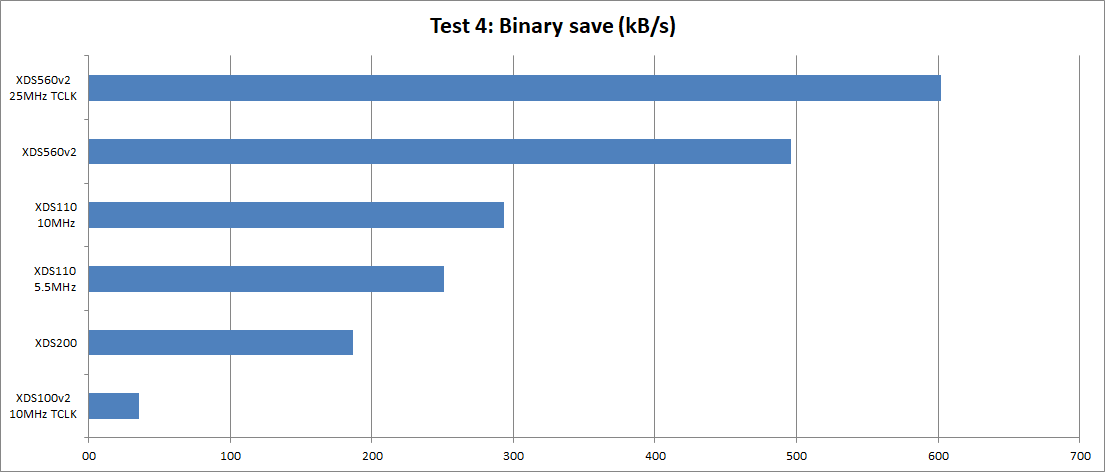 Test 4: Binary save (kB/s)
XDS560v2
25MHz TCLK
XDS560v2
XDS110
10MHz
XDS110
5.5MHz
XDS200
XDS100v2
10MHz TCLK
00 100 200 300 400 500 600 700